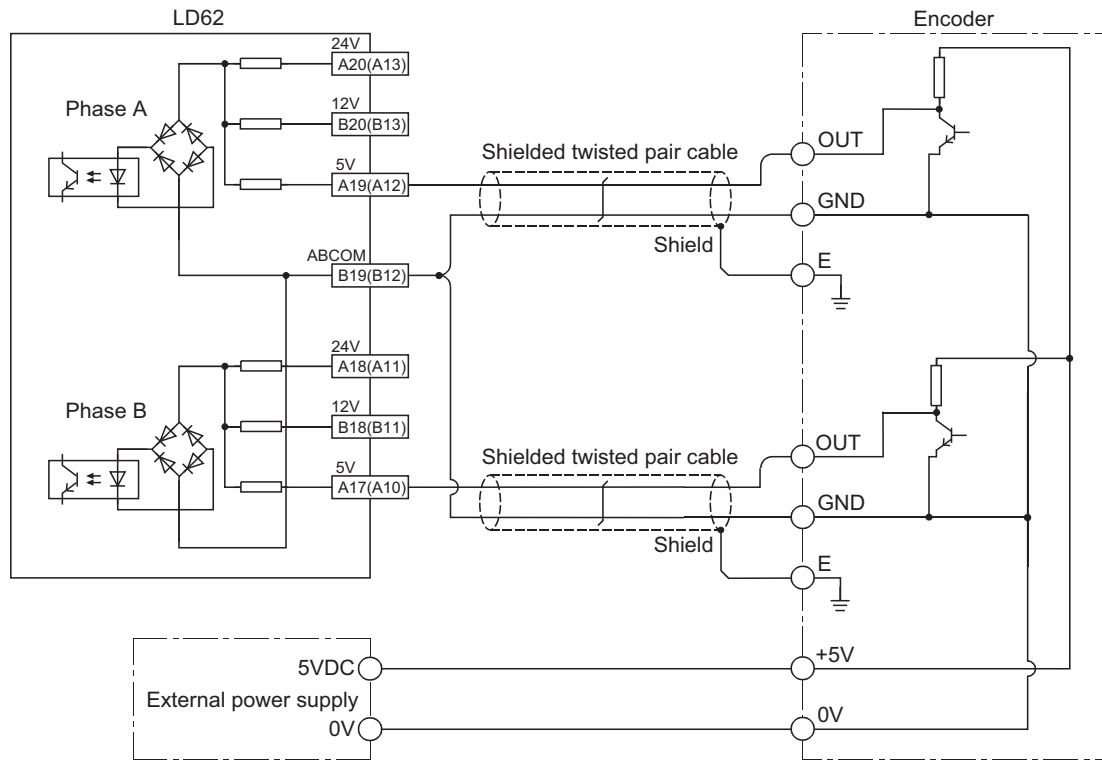 LD62
Encoder
24V
A20(A13)
Phase A
12V
B20(B13)
Shielded twisted pair cable
OUT
5V
A19(A12)
GND
Shield
ABCOM
B19(B12)
E
24V
A18(A11)
Phase B
12V
B18(B11)
Shielded twisted pair cable
OUT
5V
A17(A10)
GND
Shield
E
5VDC
+5V
External power supply
0V
0V